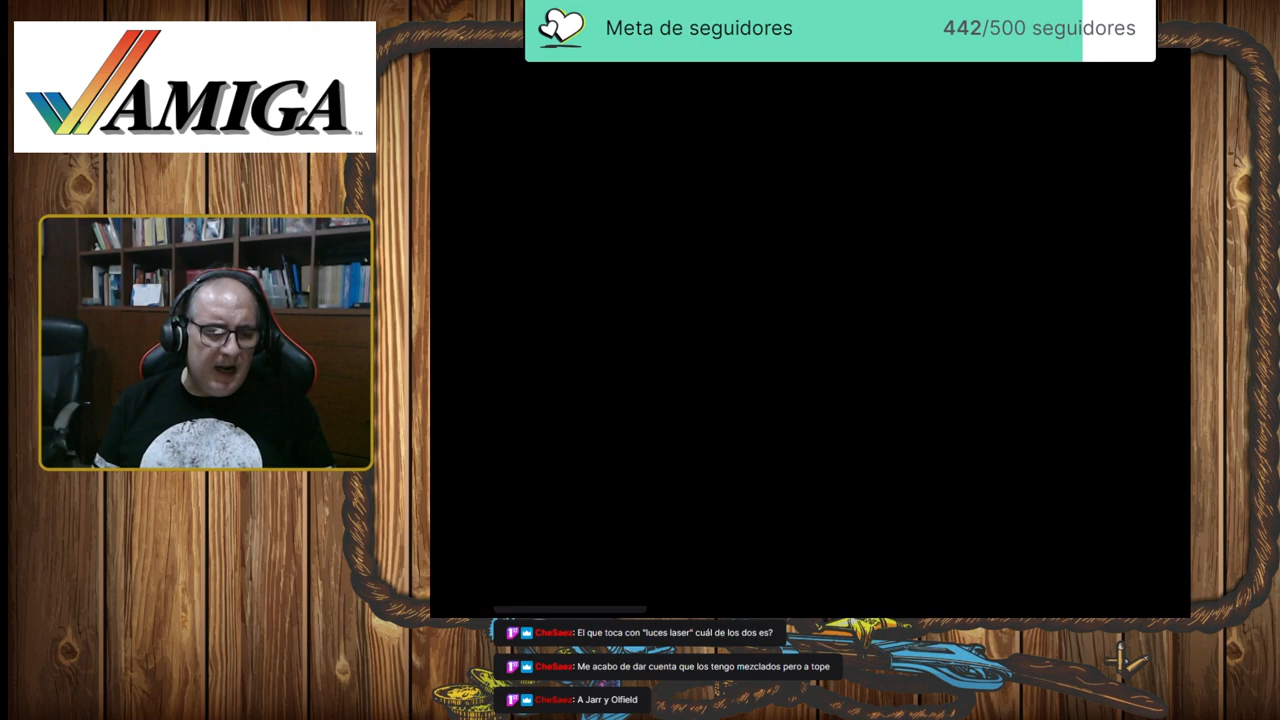 AMIGA
TM
Meta de seguidores
442/500 seguidores
CheSaez: El que toca con "luces laser" cuál de los dos es?
CheSaez: Me acabo de dar cuenta que los tengo mezclados pero a tope
CheSaez: A Jarr y Olfield